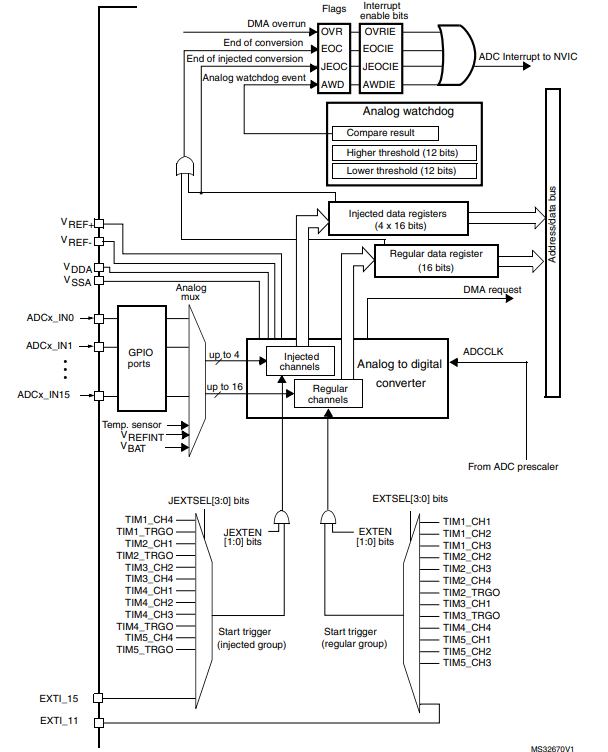 Flags
Interrupt
enable bits
DMA overrun
OVR
OVRIE
End of conversion
EOC
EOCIE
End of injected conversion
JEOC
JEOCIE
ADC Interrupt to NVIC
Analog watchdog event
AWD
AWDIE
Analog watchdog
Compare result
Higher threshold (12 bits)
Lower threshold (12 bits)
Address/data bus
Injected data registers
(4 x 16 bits)
Regular data register
(16 bits)
VREF+
VREF-
VDDA
VSSA
Analog
mux
DMA request
ADCx_IN0
ADCx_IN1
ADCx_IN15
GPIO
ports
up to 4
up to 16
Injected
channels
Regular
channels
Analog to digital
converter
ADCCLK
Temp. sensor
VREFINT
VBAT
From ADC prescaler
JEXTSEL[3:0] bits
EXTSEL[3:0] bits
TIM1_CH4
TIM1_TRGO
TIM2_CH1
TIM2_TRGO
TIM3_CH2
TIM3_CH4
TIM4_CH1
TIM4_CH2
TIM4_CH3
TIM4_TRGO
TIM5_CH4
TIM5_TRGO
JEXTEN
[1:0] bits
EXTEN
[1:0] bits
Start trigger
(injected group)
Start trigger
(regular group)
TIM1_CH1
TIM1_CH2
TIM1_CH3
TIM2_CH2
TIM2_CH3
TIM2_CH4
TIM2_TRGO
TIM3_CH1
TIM3_TRGO
TIM4_CH4
TIM5_CH1
TIM5_CH2
TIM5_CH3
EXTI_15
EXTI_11
MS32670V1